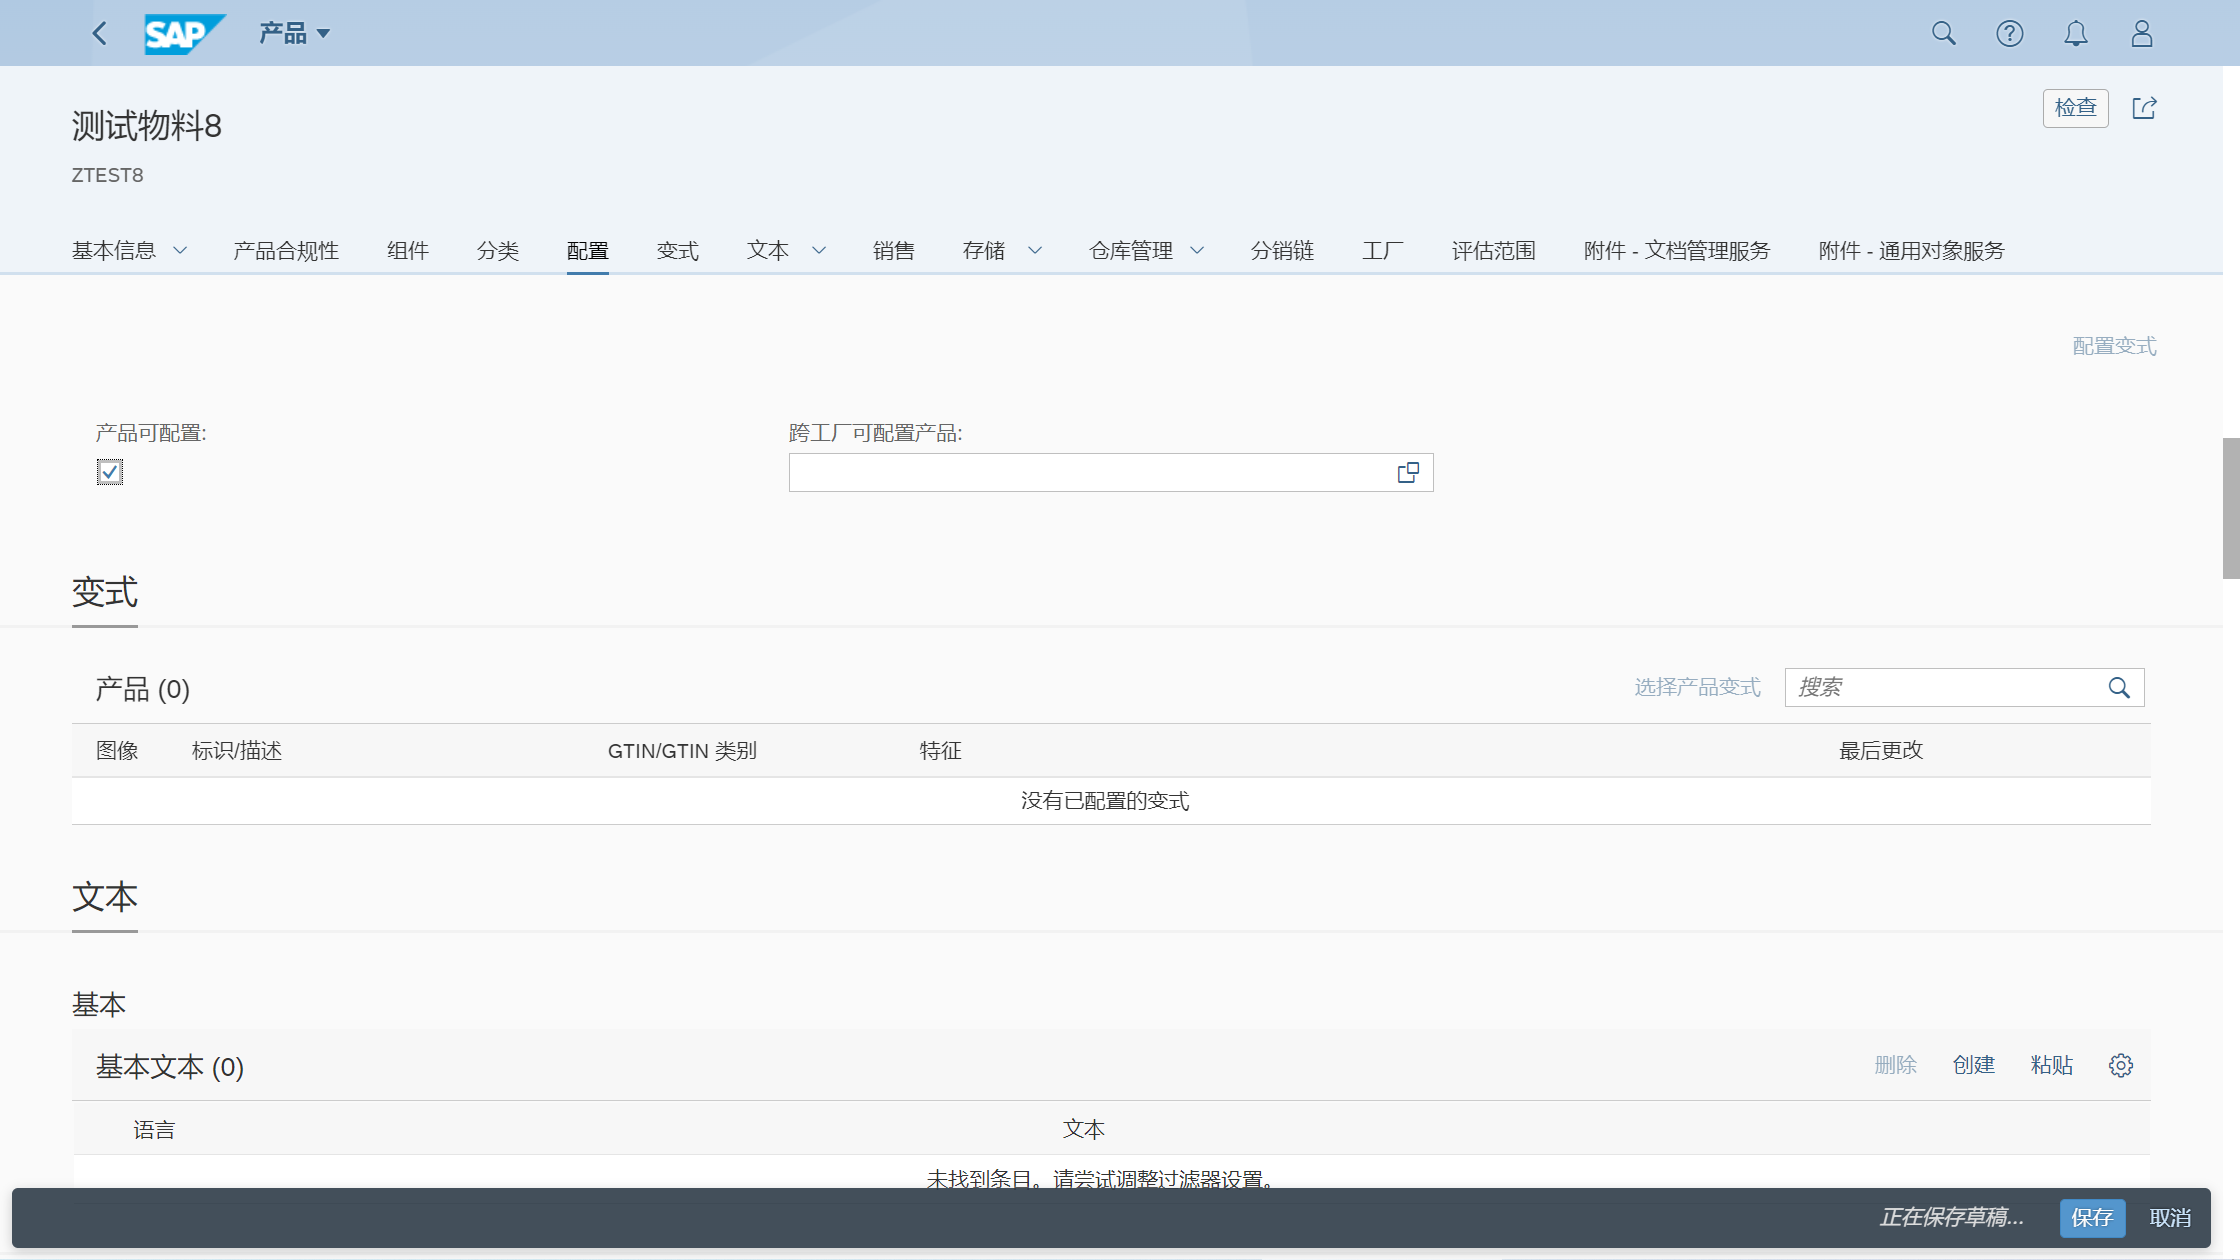 SAP 产品
测试物料8
检查
ZTEST8
基本信息 产品合规性 组件 分类 配置 变式 文本 销售 存储 仓库管理 分销链 工厂 评估范围 附件 - 文档管理服务 附件 - 通用对象服务
配置变式
产品可配置: 跨工厂可配置产品:
变式
产品 (0) 选择产品变式 搜索
图像 标识/描述 GTIN/GTIN 类别 特征 最后更改
没有已配置的变式
文本
基本
基本文本 (0) 删除 创建 粘贴
语言 文本
未找到条目。请尝试调整过滤器设置。
正在保存草稿... 保存 取消